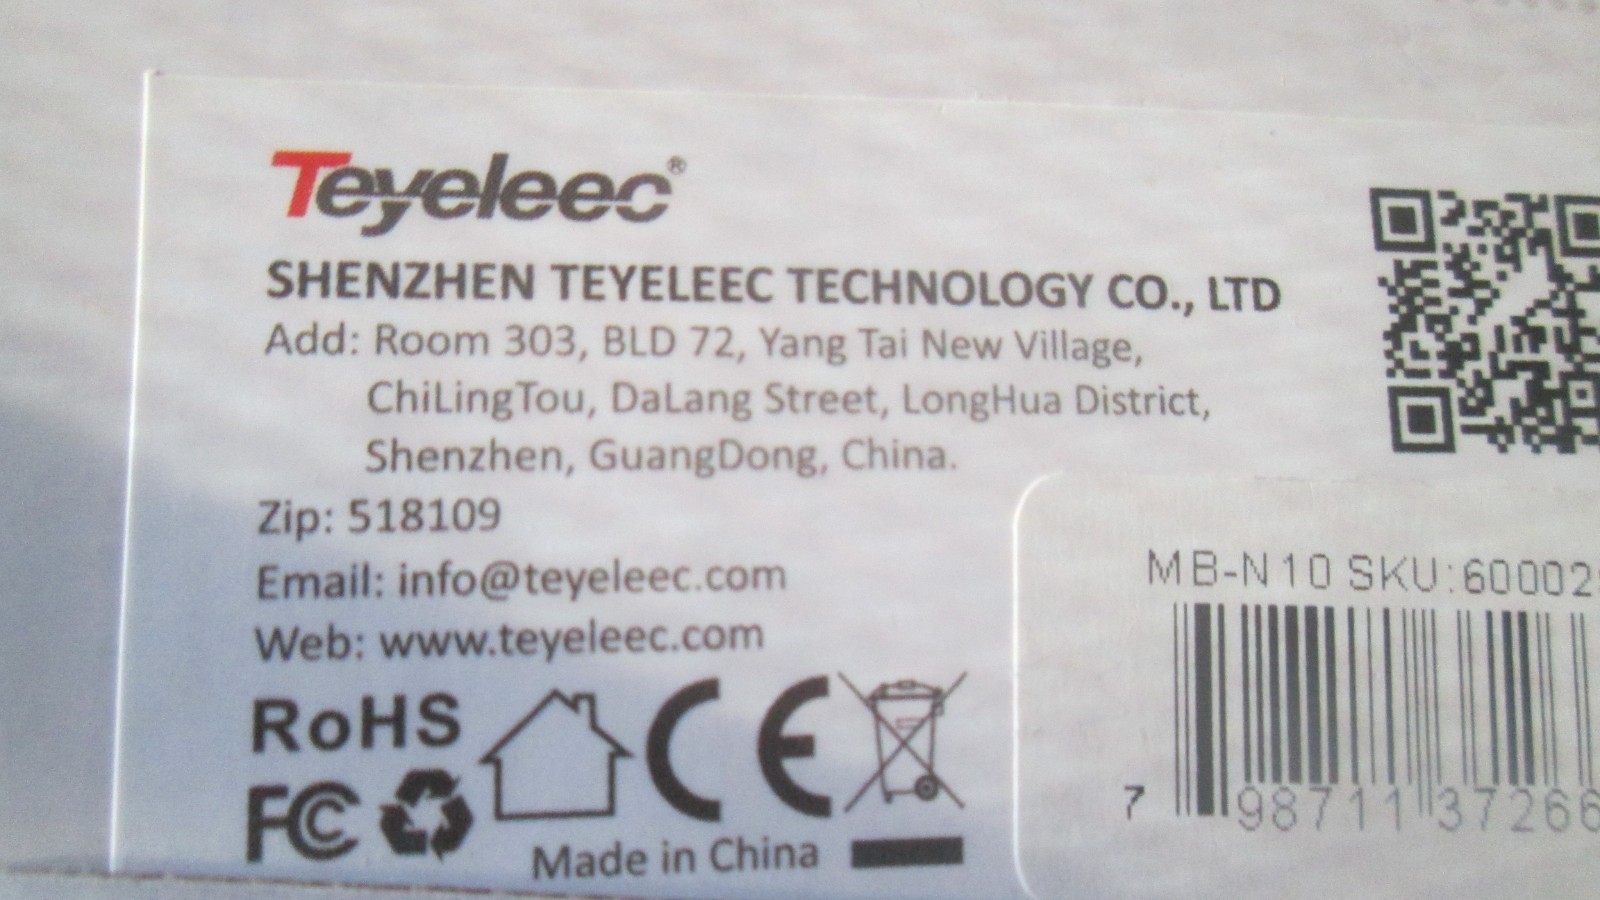 Teyeleec®
SHENZHEN TEYELEEC TECHNOLOGY CO., LTD
Add: Room 303, BLD 72, Yang Tai New Village,
ChiLingTou, DaLang Street, LongHua District,
Shenzhen, GuangDong, China.
Zip: 518109
Email: info@teyeleec.com
Web: www.teyeleec.com
RoHS
FC CE
Made in China
MB-N10 SKU:60002
7 98711 37266